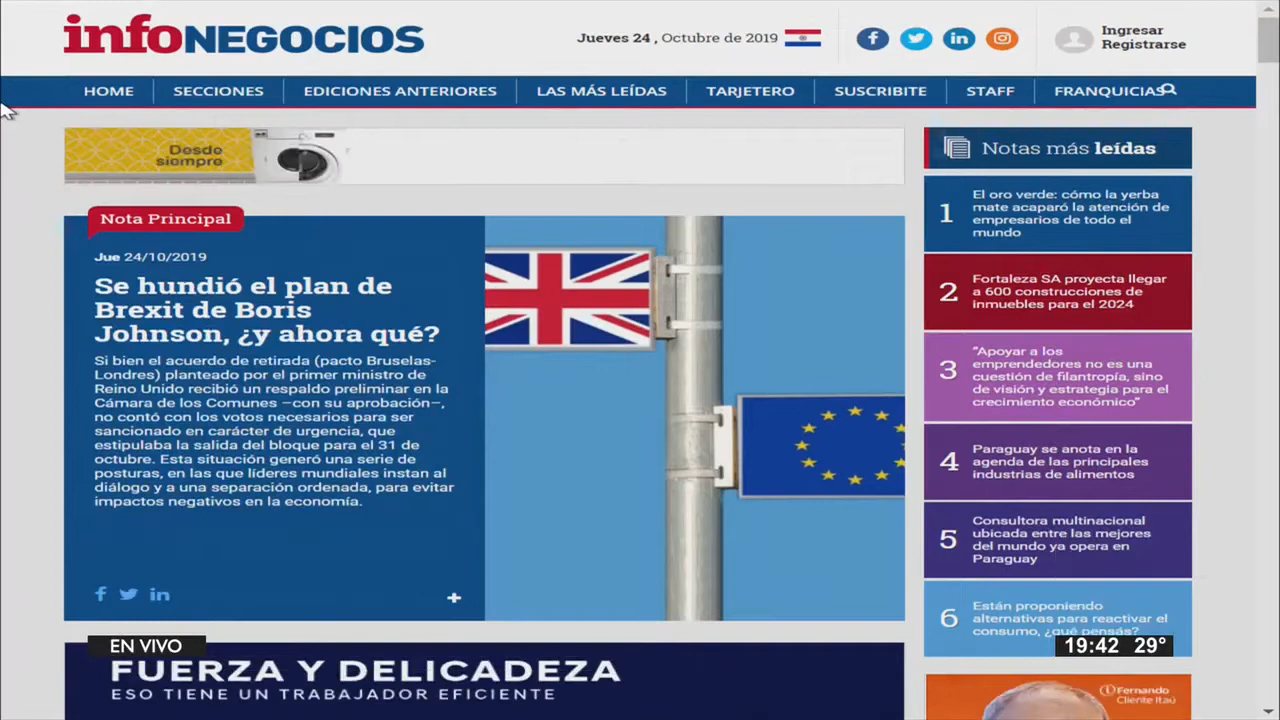 infoNEGOCIOS
Jueves 24 , Octubre de 2019
Ingresar
Registrarse
HOME
SECCIONES
EDICIONES ANTERIORES
LAS MÁS LEÍDAS
TARJETERO
SUSCRIBITE
STAFF
FRANQUICIAS
Desde
siempre
Nota Principal
Jue 24/10/2019
Se hundió el plan de
Brexit de Boris
Johnson, ¿y ahora qué?
Si bien el acuerdo de retirada (pacto Bruselas-
Londres) planteado por el primer ministro de
Reino Unido recibió un respaldo preliminar en la
Cámara de los Comunes —con su aprobación—,
no contó con los votos necesarios para ser
sancionado en carácter de urgencia, que
estipulaba la salida del bloque para el 31 de
octubre. Esta situación generó una serie de
posturas, en las que líderes mundiales instan al
diálogo y a una separación ordenada, para evitar
impactos negativos en la economía.
Notas más leídas
1
El oro verde: cómo la yerba
mate acaparó la atención de
empresarios de todo el
mundo
2
Fortaleza SA proyecta llegar
a 600 construcciones de
inmuebles para el 2024
3
"Apoyar a los
emprendedores no es una
cuestión de filantropía, sino
de visión y estrategia para el
crecimiento económico"
4
Paraguay se anota en la
agenda de las principales
industrias de alimentos
5
Consultora multinacional
ubicada entre las mejores
del mundo ya opera en
Paraguay
6
Están proponiendo
alternativas para reactivar el
consumo, ¿qué pensás?
EN VIVO
FUERZA Y DELICADEZA
ESO TIENE UN TRABAJADOR EFICIENTE
19:42 29°
Fernando
Cliente Itaú